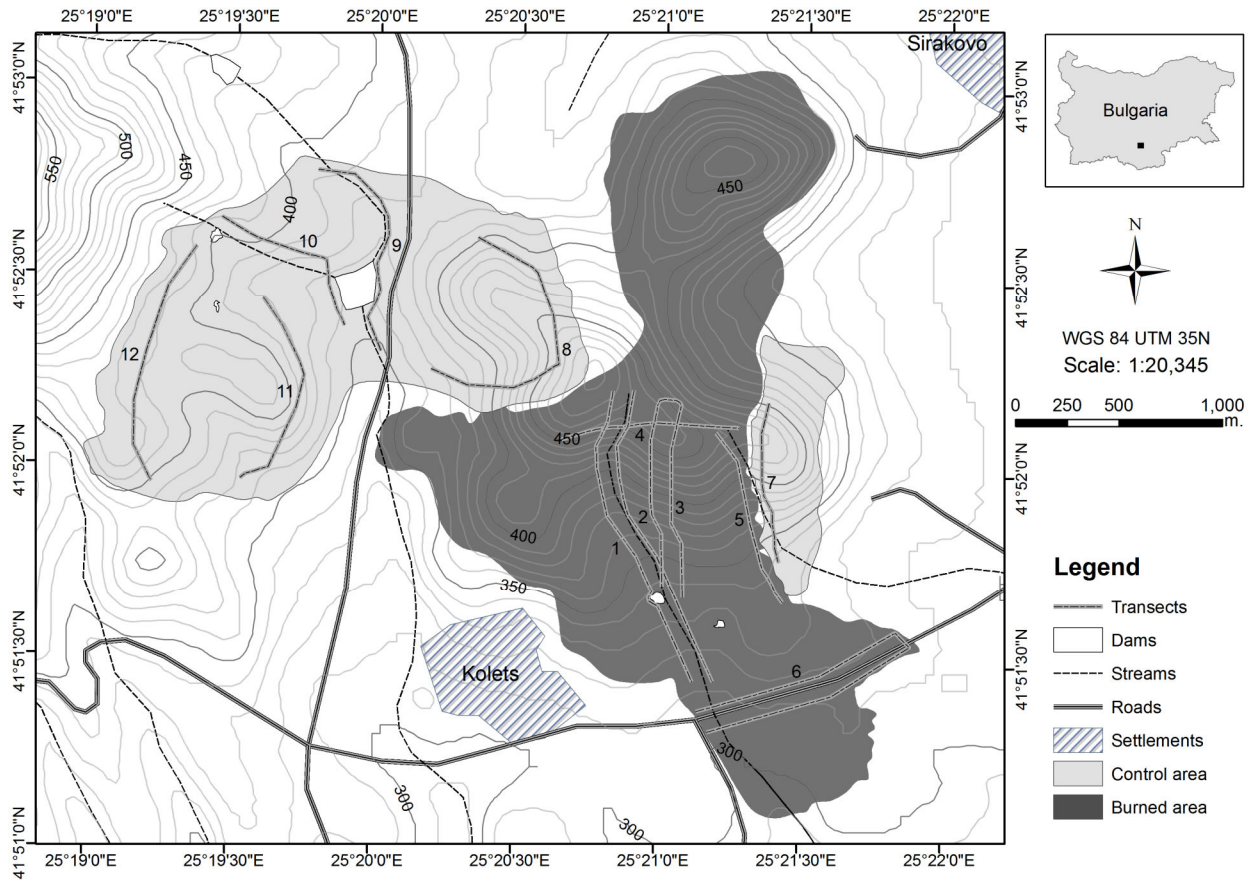 25°19'0"E 25°19'30"E 25°20'0"E 25°20'30"E 25°21'0"E 25°21'30"E 25°22'0"E
Sirakovo
41°53'0"N
41°53'0"N
550
500
450
450
400
10
9
41°52'30"N
41°52'30"N
12
8
11
450
4
7
41°52'0"N
41°52'0"N
3
2
5
1
400
350
41°51'30"N
41°51'30"N
Kolets
6
300
300
300
41°51'0"N
41°51'0"N
25°19'0"E 25°19'30"E 25°20'0"E 25°20'30"E 25°21'0"E 25°21'30"E 25°22'0"E
Bulgaria
N
WGS 84 UTM 35N
Scale: 1:20,345
0 250 500 1,000
m.
Legend
Transects
Dams
Streams
Roads
Settlements
Control area
Burned area